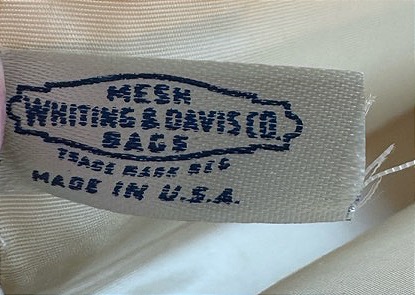 MESH
WHITING & DAVIS CO.
BAGS
TRADE MARK REG
MADE IN U.S.A.